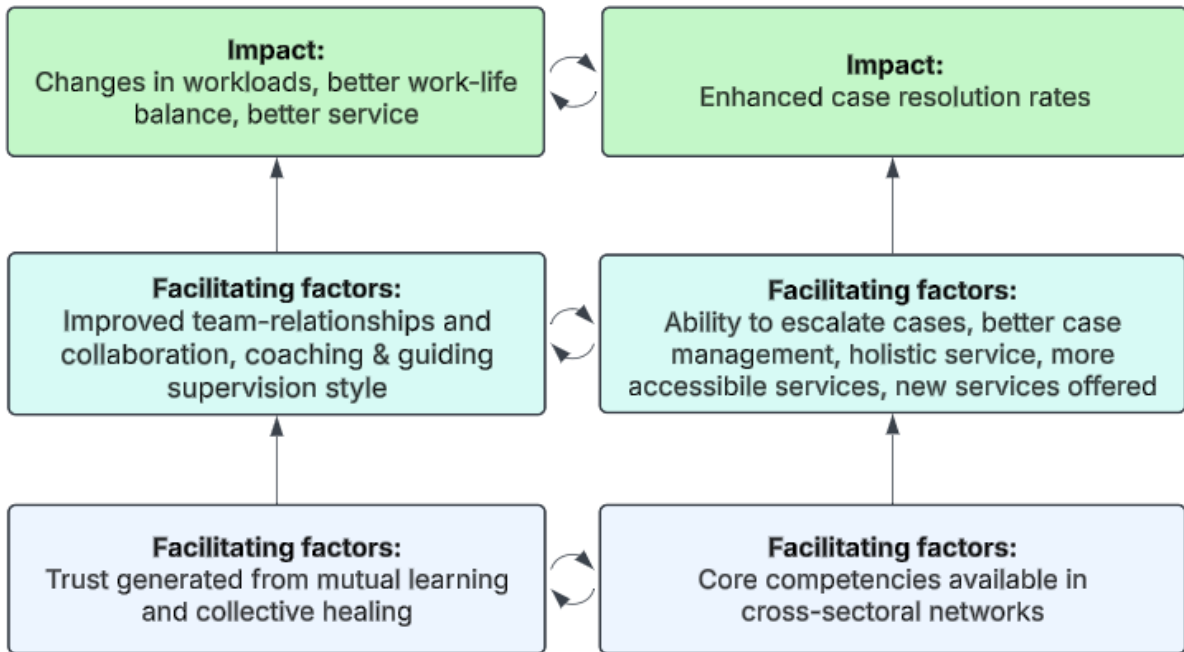 Impact:
Changes in workloads, better work-life
balance, better service
Impact:
Enhanced case resolution rates
Facilitating factors:
Improved team-relationships and
collaboration, coaching & guiding
supervision style
Facilitating factors:
Ability to escalate cases, better case
management, holistic service, more
accessibile services, new services offered
Facilitating factors:
Trust generated from mutual learning
and collective healing
Facilitating factors:
Core competencies available in
cross-sectoral networks